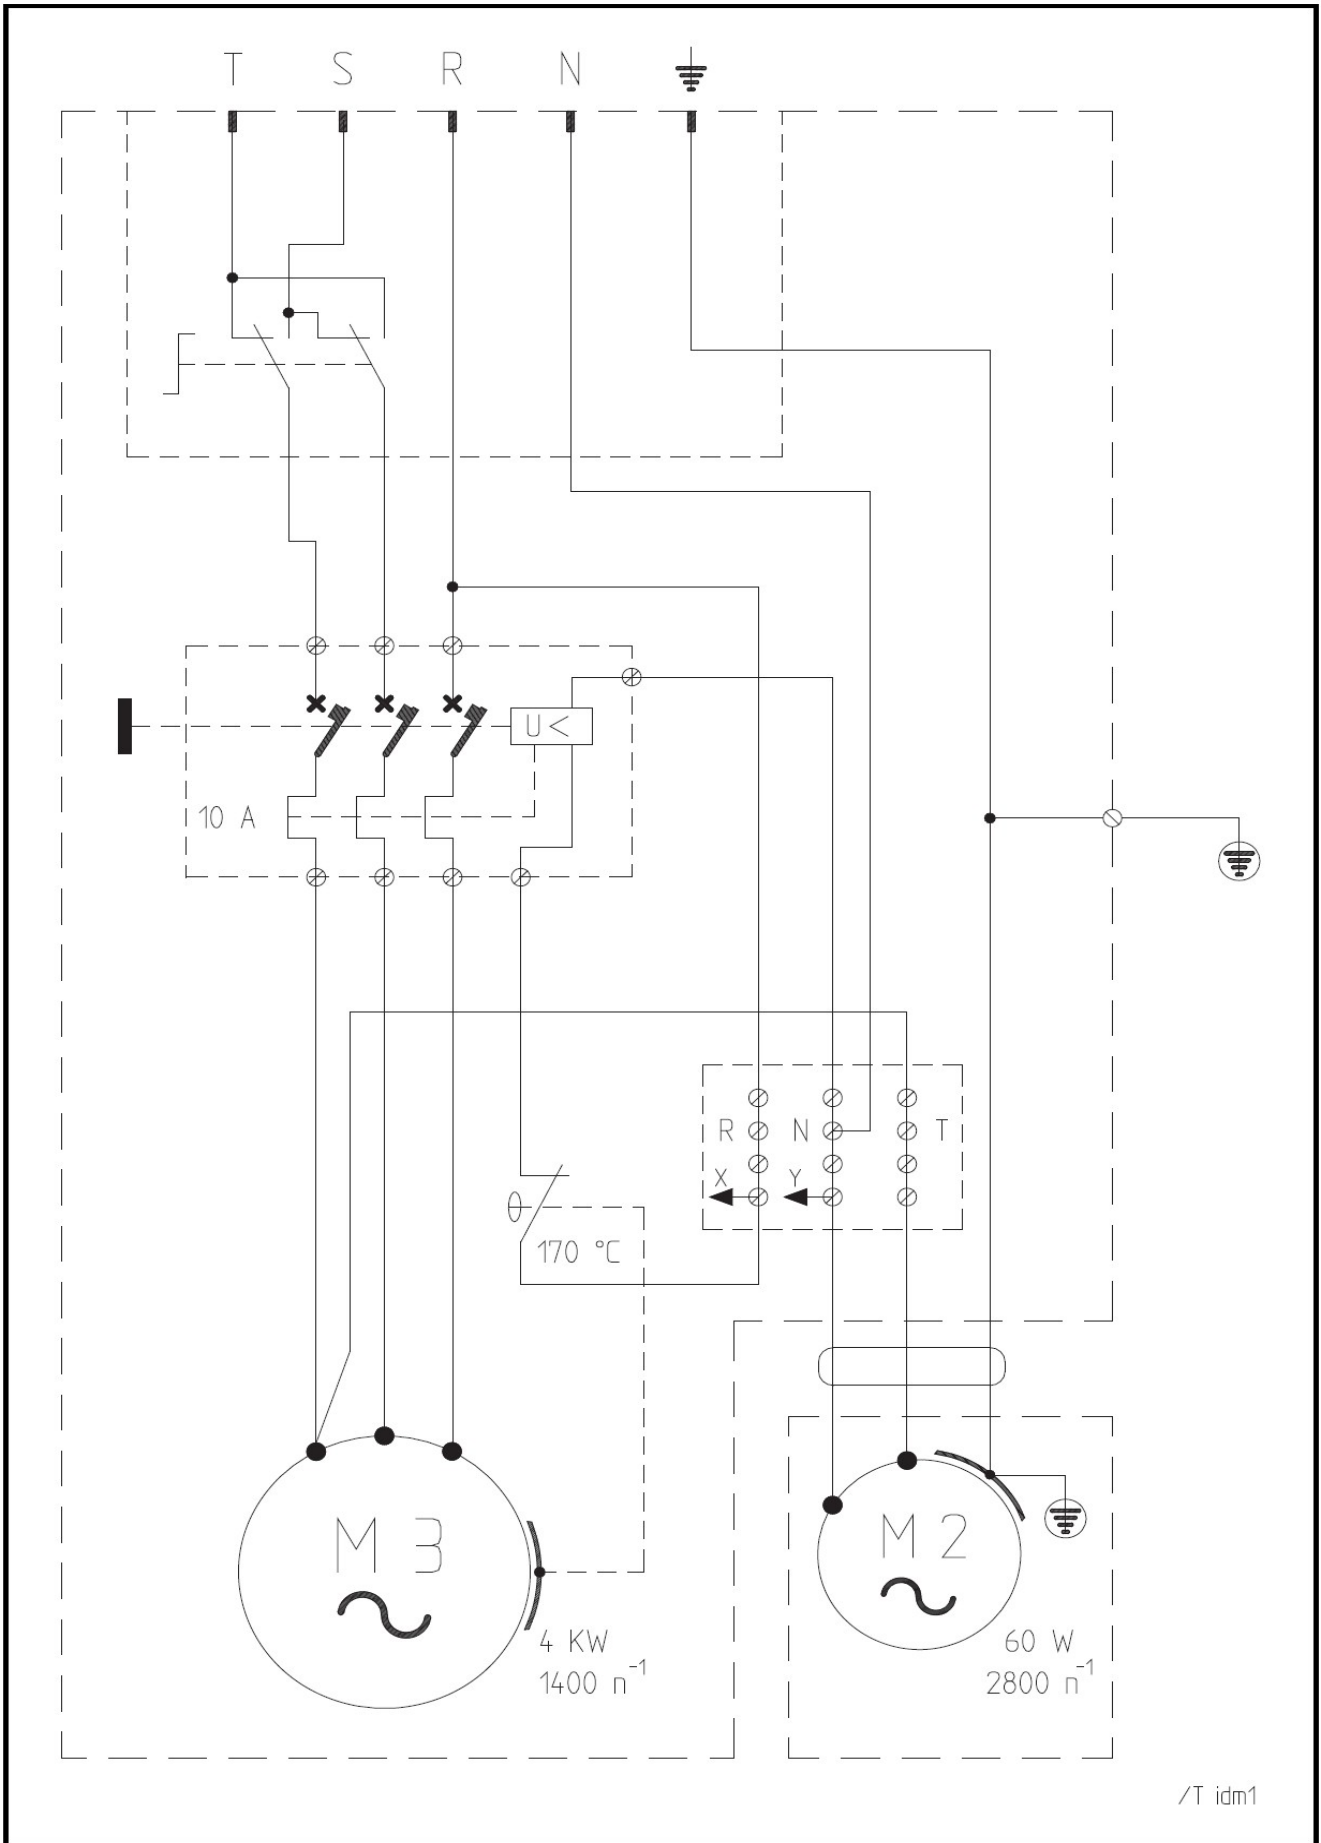 T S R N
U<
10 A
R N T
X Y
170 °C
M 3
M 2
4 KW
1400 n⁻¹
60 W
2800 n⁻¹
/T idm1